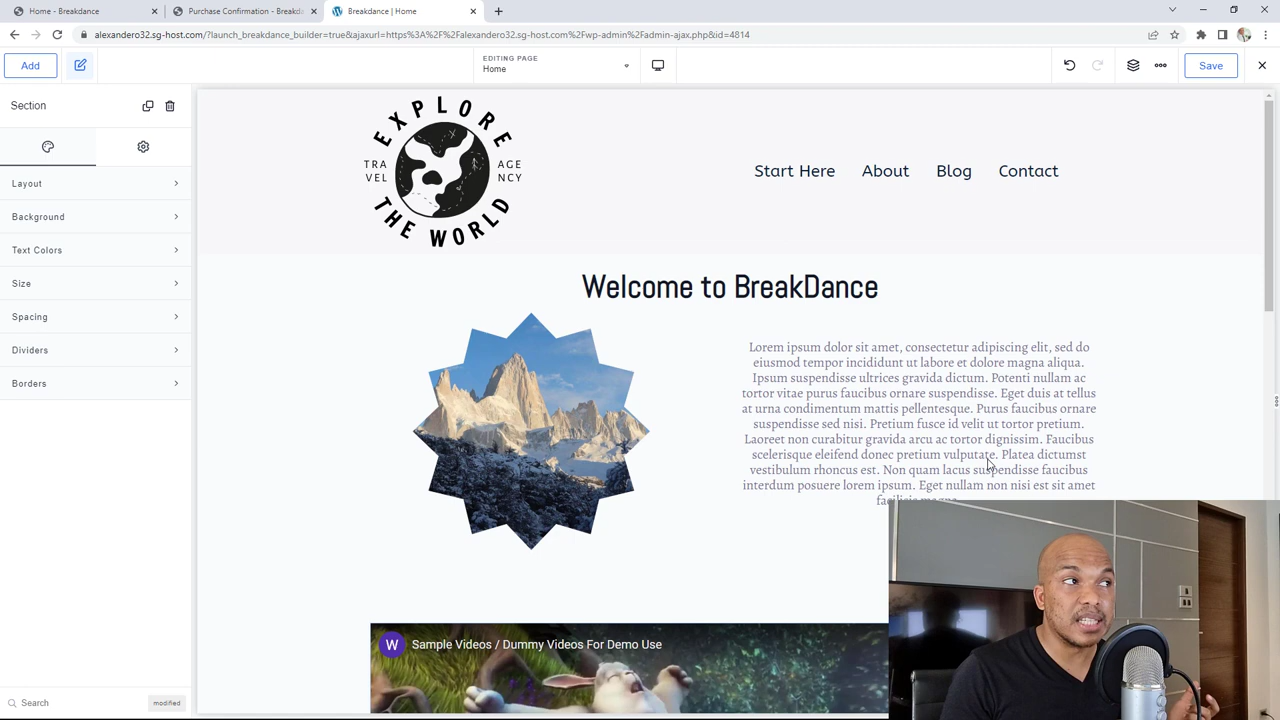 Home - Breakdance
Purchase Confirmation - Breakda
Breakdance | Home
alexandero32.sg-host.com/?launch_breakdance_builder=true&ajaxurl=https%3A%2F%2Falexandero32.sg-host.com%2Fwp-admin%2Fadmin-ajax.php&id=4814
Add
EDITING PAGE
Home
Save
Section
Layout
Background
Text Colors
Size
Spacing
Dividers
Borders
Search
modified
EXPLORE
TRA
VEL
AGE
NCY
THE WORLD
Start Here
About
Blog
Contact
Welcome to BreakDance
Lorem ipsum dolor sit amet, consectetur adipiscing elit, sed do
eiusmod tempor incididunt ut labore et dolore magna aliqua.
Ipsum suspendisse ultrices gravida dictum. Potenti nullam ac
tortor vitae purus faucibus ornare suspendisse. Eget duis at tellus
at urna condimentum mattis pellentesque. Purus faucibus ornare
suspendisse sed nisi. Pretium fusce id velit ut tortor pretium.
Laoreet non curabitur gravida arcu ac tortor dignissim. Faucibus
scelerisque eleifend donec pretium vulputate. Platea dictumst
vestibulum rhoncus est. Non quam lacus suspendisse faucibus
interdum posuere lorem ipsum. Eget nullam non nisi est sit amet
W
Sample Videos / Dummy Videos For Demo Use